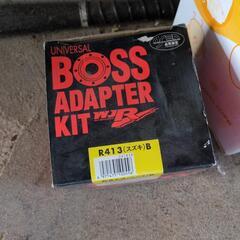 UNIVERSAL
BOSS
ADAPTER
KIT
R413(スズキ)B